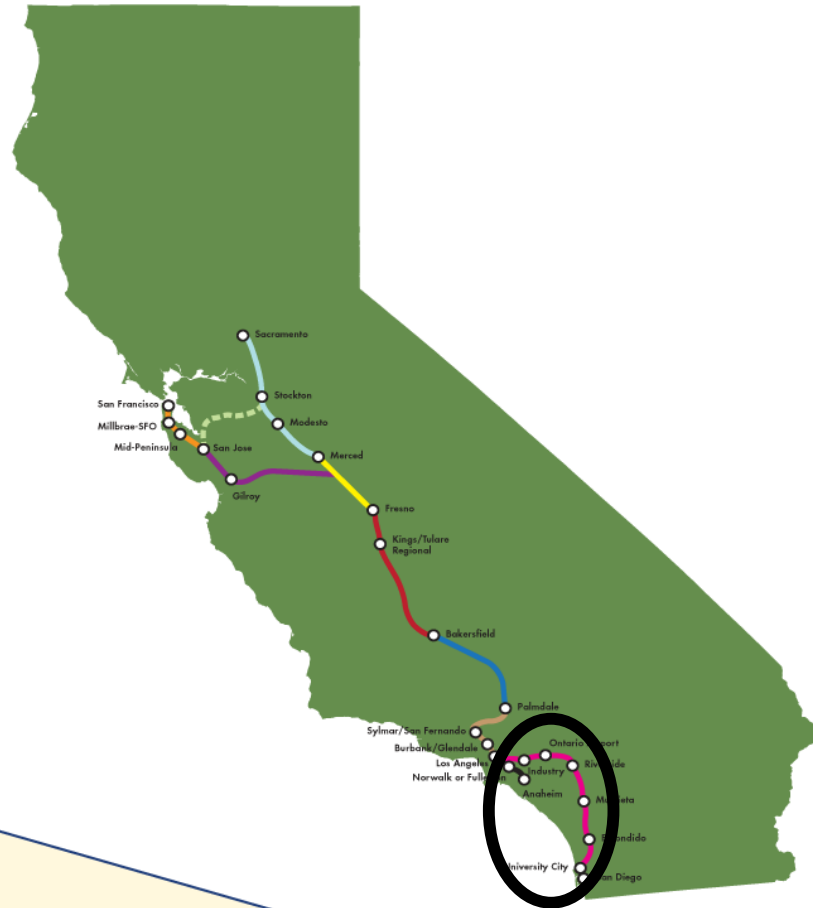 Sacramento
Stockton
San Francisco
Millbrae-SFO
Modesto
Mid-Peninsula
San Jose
Merced
Gilroy
Fresno
Kings/Tulare
Regional
Bakersfield
Palmdale
Sylmar/San Fernando
Ontario
Burbank/Glendale
Los Angeles
Industry
Norwalk or
Anaheim
University City